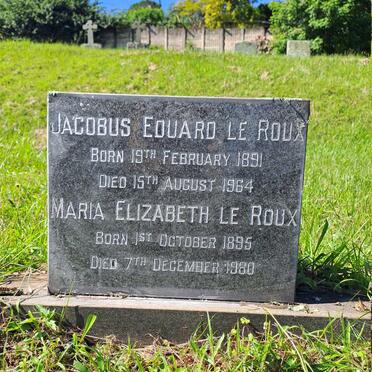 JACOBUS EDUARD LE ROUX
BORN 19TH FEBRUARY 1891
DIED 15TH AUGUST 1964
MARIA ELIZABETH LE ROUX
BORN 1ST OCTOBER 1895
DIED 7TH DECEMBER 1980